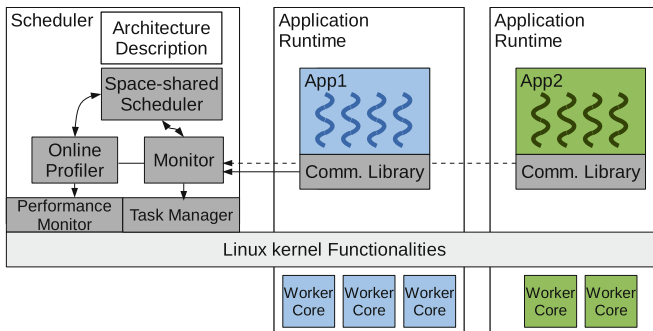 Scheduler
Architecture
Description
Space-shared
Scheduler
Online
Profiler
Monitor
Performance
Monitor
Task Manager
Application
Runtime
App1
Comm. Library
Application
Runtime
App2
Comm. Library
Linux kernel Functionalities
Worker
Core
Worker
Core
Worker
Core
Worker
Core
Worker
Core